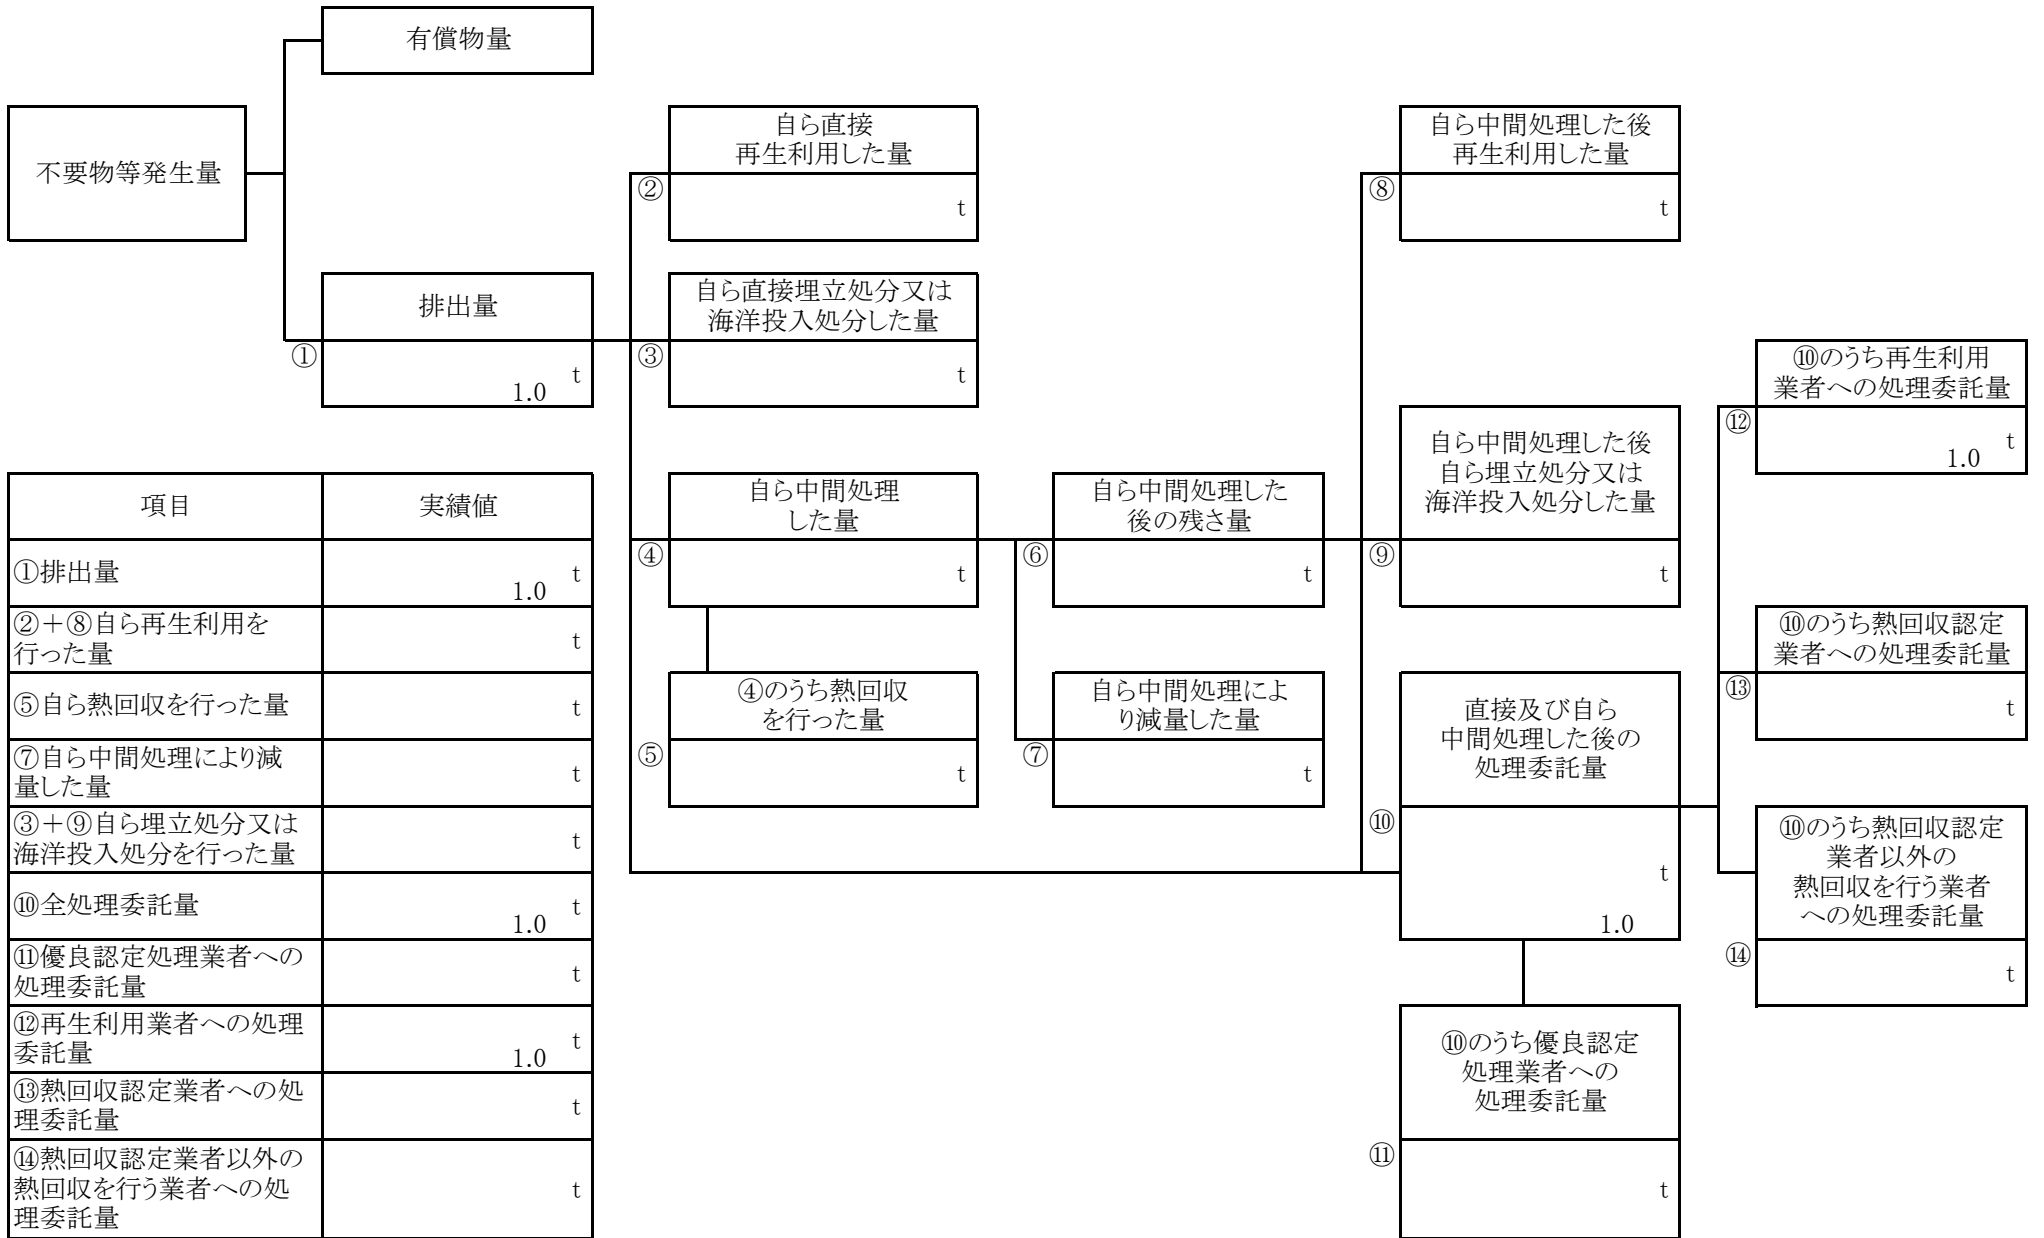 有償物量
不要物等発生量
排出量
①
t
1.0
自ら直接
再生利用した量
②
t
自ら直接埋立処分又は
海洋投入処分した量
③
t
自ら中間処理
した量
④
t
④のうち熱回収
を行った量
⑤
t
自ら中間処理した
後の残さ量
⑥
t
自ら中間処理によ
り減量した量
⑦
t
自ら中間処理した後
再生利用した量
⑧
t
自ら中間処理した後
自ら埋立処分又は
海洋投入処分した量
⑨
t
直接及び自ら
中間処理した後の
処理委託量
⑩
t
1.0
⑩のうち優良認定
処理業者への
処理委託量
⑪
t
⑩のうち再生利用
業者への処理委託量
⑫
t
1.0
⑩のうち熱回収認定
業者への処理委託量
⑬
t
⑩のうち熱回収認定
業者以外の
熱回収を行う業者
への処理委託量
⑭
t
項目 実績値
①排出量 t
1.0
②＋⑧自ら再生利用を
行った量 t
⑤自ら熱回収を行った量 t
⑦自ら中間処理により減
量した量 t
③＋⑨自ら埋立処分又は
海洋投入処分を行った量 t
⑩全処理委託量 t
1.0
⑪優良認定処理業者への
処理委託量 t
⑫再生利用業者への処理
委託量 t
1.0
⑬熱回収認定業者への処
理委託量 t
⑭熱回収認定業者以外の
熱回収を行う業者への処 t
理委託量